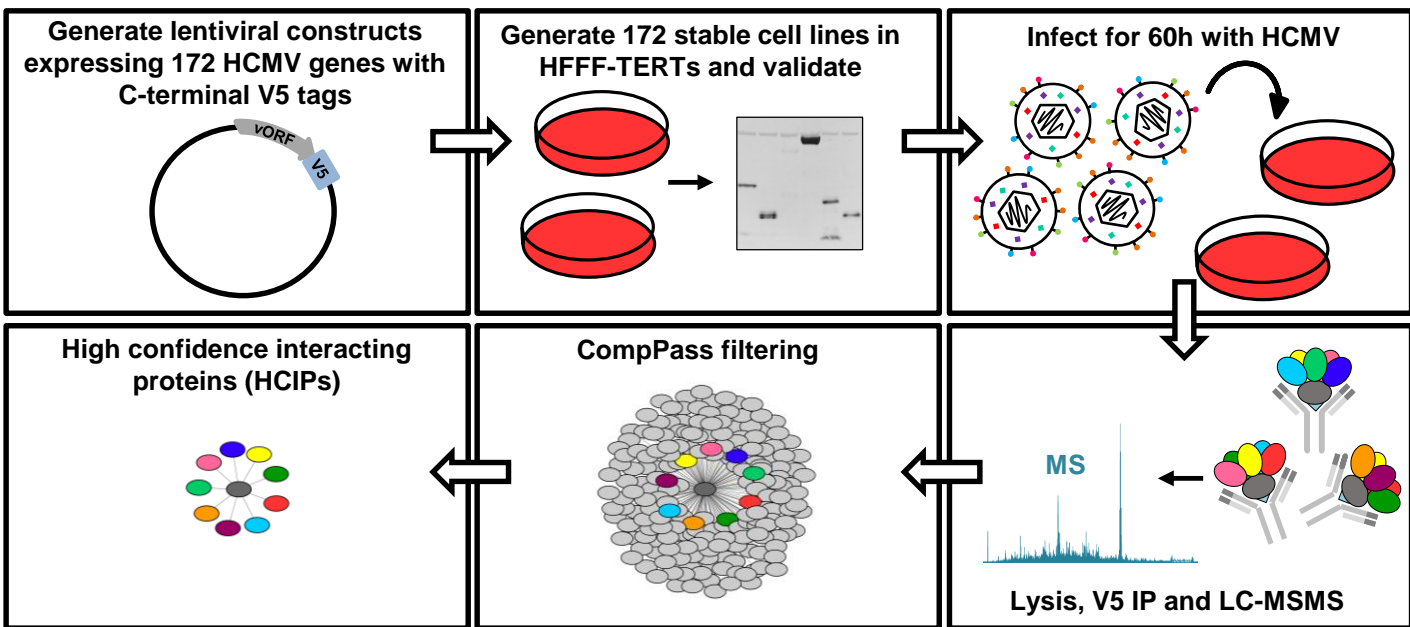 Generate lentiviral constructs
expressing 172 HCMV genes with
C-terminal V5 tags
vORF
V5
Generate 172 stable cell lines in
HFFF-TERTs and validate
Infect for 60h with HCMV
High confidence interacting
proteins (HCIPs)
CompPass filtering
MS
Lysis, V5 IP and LC-MSMS